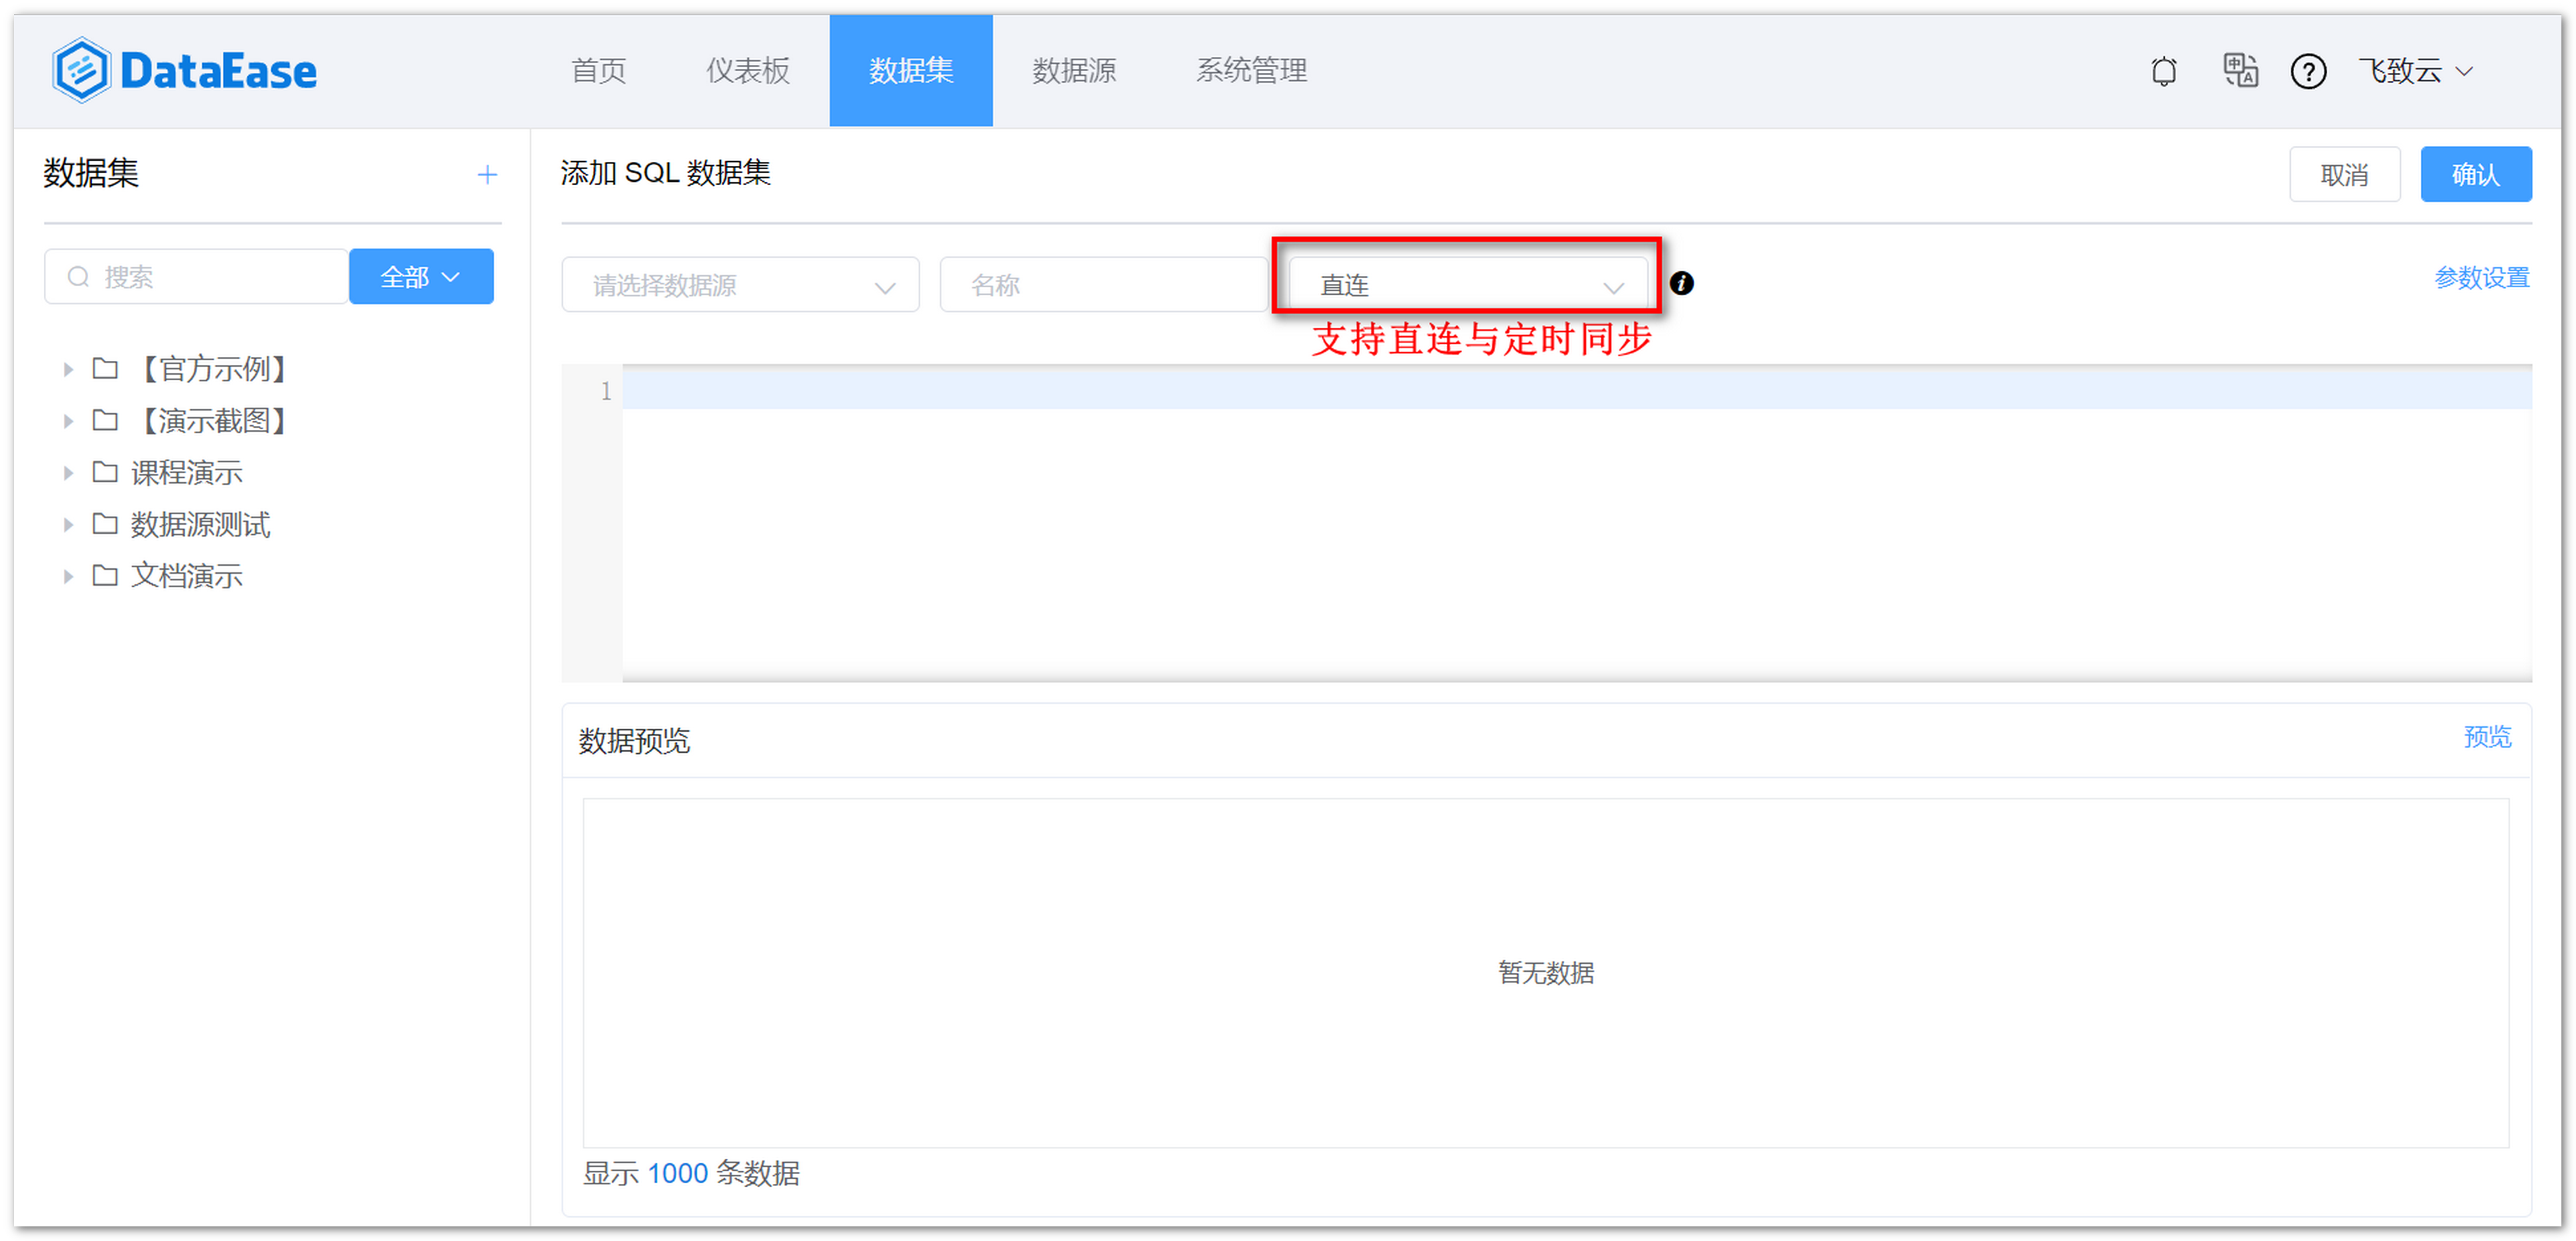 DataEase
首页 仪表板 数据集 数据源 系统管理 飞致云
数据集
搜索 全部
【官方示例】
【演示截图】
课程演示
数据源测试
文档演示
添加 SQL 数据集 取消 确认
请选择数据源 名称 直连 参数设置
支持直连与定时同步
1
数据预览 预览
暂无数据
显示 1000 条数据